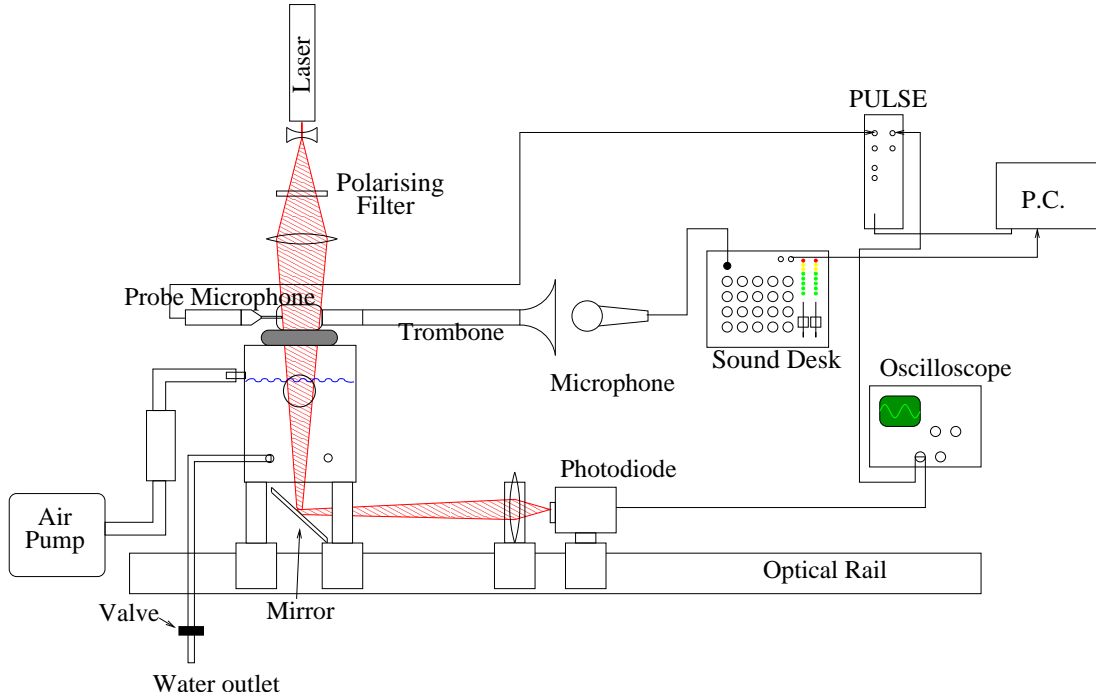 Laser
PULSE
Polarising
Filter
P.C.
Probe Microphone
Trombone
Sound Desk
Microphone
Oscilloscope
Photodiode
Air
Pump
Optical Rail
Valve
Mirror
Water outlet